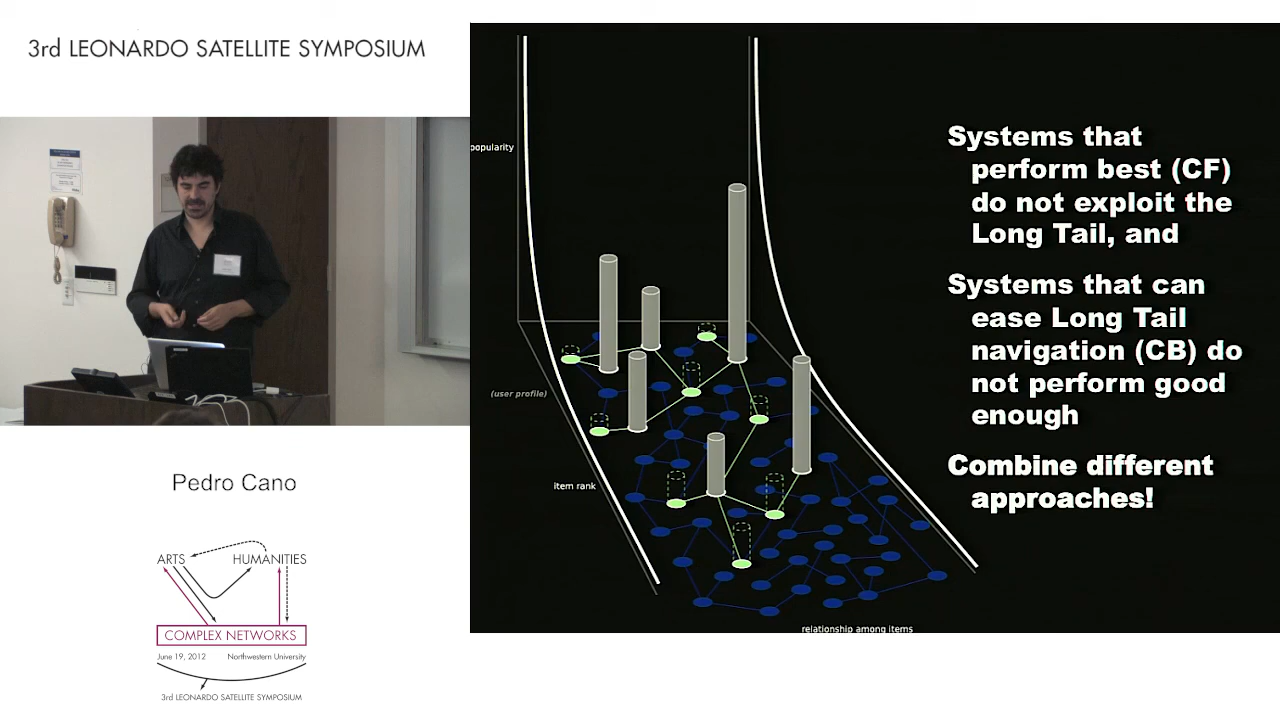 3rd LEONARDO SATELLITE SYMPOSIUM
popularity
(user profile)
item rank
relationship among items
Systems that
perform best (CF)
do not exploit the
Long Tail, and
Systems that can
ease Long Tail
navigation (CB) do
not perform good
enough
Combine different
approaches!
Pedro Cano
ARTS HUMANITIES
COMPLEX NETWORKS
June 19, 2012 Northwestern University
3rd LEONARDO SATELLITE SYMPOSIUM